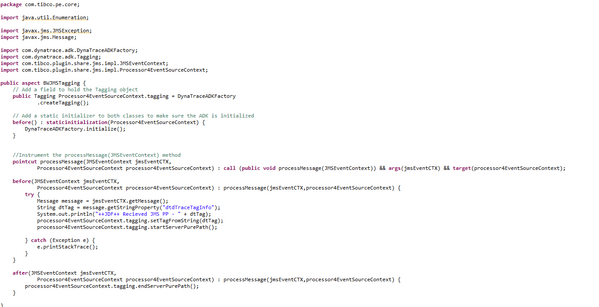 package com.tibco.pe.core;
import java.util.Enumeration;
import javax.jms.JMSException;
import javax.jms.Message;
import com.dynatrace.adk.DynaTraceADKFactory;
import com.dynatrace.adk.Tagging;
import com.tibco.plugin.share.jms.impl.JMSEventContext;
import com.tibco.plugin.share.jms.impl.Processor4EventSourceContext;
public aspect BWJMSTagging {
// Add a field to hold the Tagging object
public Tagging Processor4EventSourceContext.tagging = DynaTraceADKFactory
.createTagging();
// Add a static initializer to both classes to make sure the ADK is initialized
before() : staticinitialization(Processor4EventSourceContext) {
DynaTraceADKFactory.initialize();
}
//Instrument the processMessage(JMSEventContext) method
pointcut processMessage(JMSEventContext jmsEventCTX,
Processor4EventSourceContext processor4EventSourceContext) : call (public void processMessage(JMSEventContext)) && args(jmsEventCTX) && target(processor4EventSourceContext);
before(JMSEventContext jmsEventCTX,
Processor4EventSourceContext processor4EventSourceContext) : processMessage(jmsEventCTX,processor4EventSourceContext) {
try {
Message message = jmsEventCTX.getMessage();
String dtTag = message.getStringProperty("dtdTraceTagInfo");
System.out.println("++JDF++ Recieved JMS PP - " + dtTag);
processor4EventSourceContext.tagging.setTagFromString(dtTag);
processor4EventSourceContext.tagging.startServerPurePath();
} catch (Exception e) {
e.printStackTrace();
}
}
after(JMSEventContext jmsEventCTX,
Processor4EventSourceContext processor4EventSourceContext) : processMessage(jmsEventCTX,processor4EventSourceContext) {
processor4EventSourceContext.tagging.endServerPurePath();
}
}